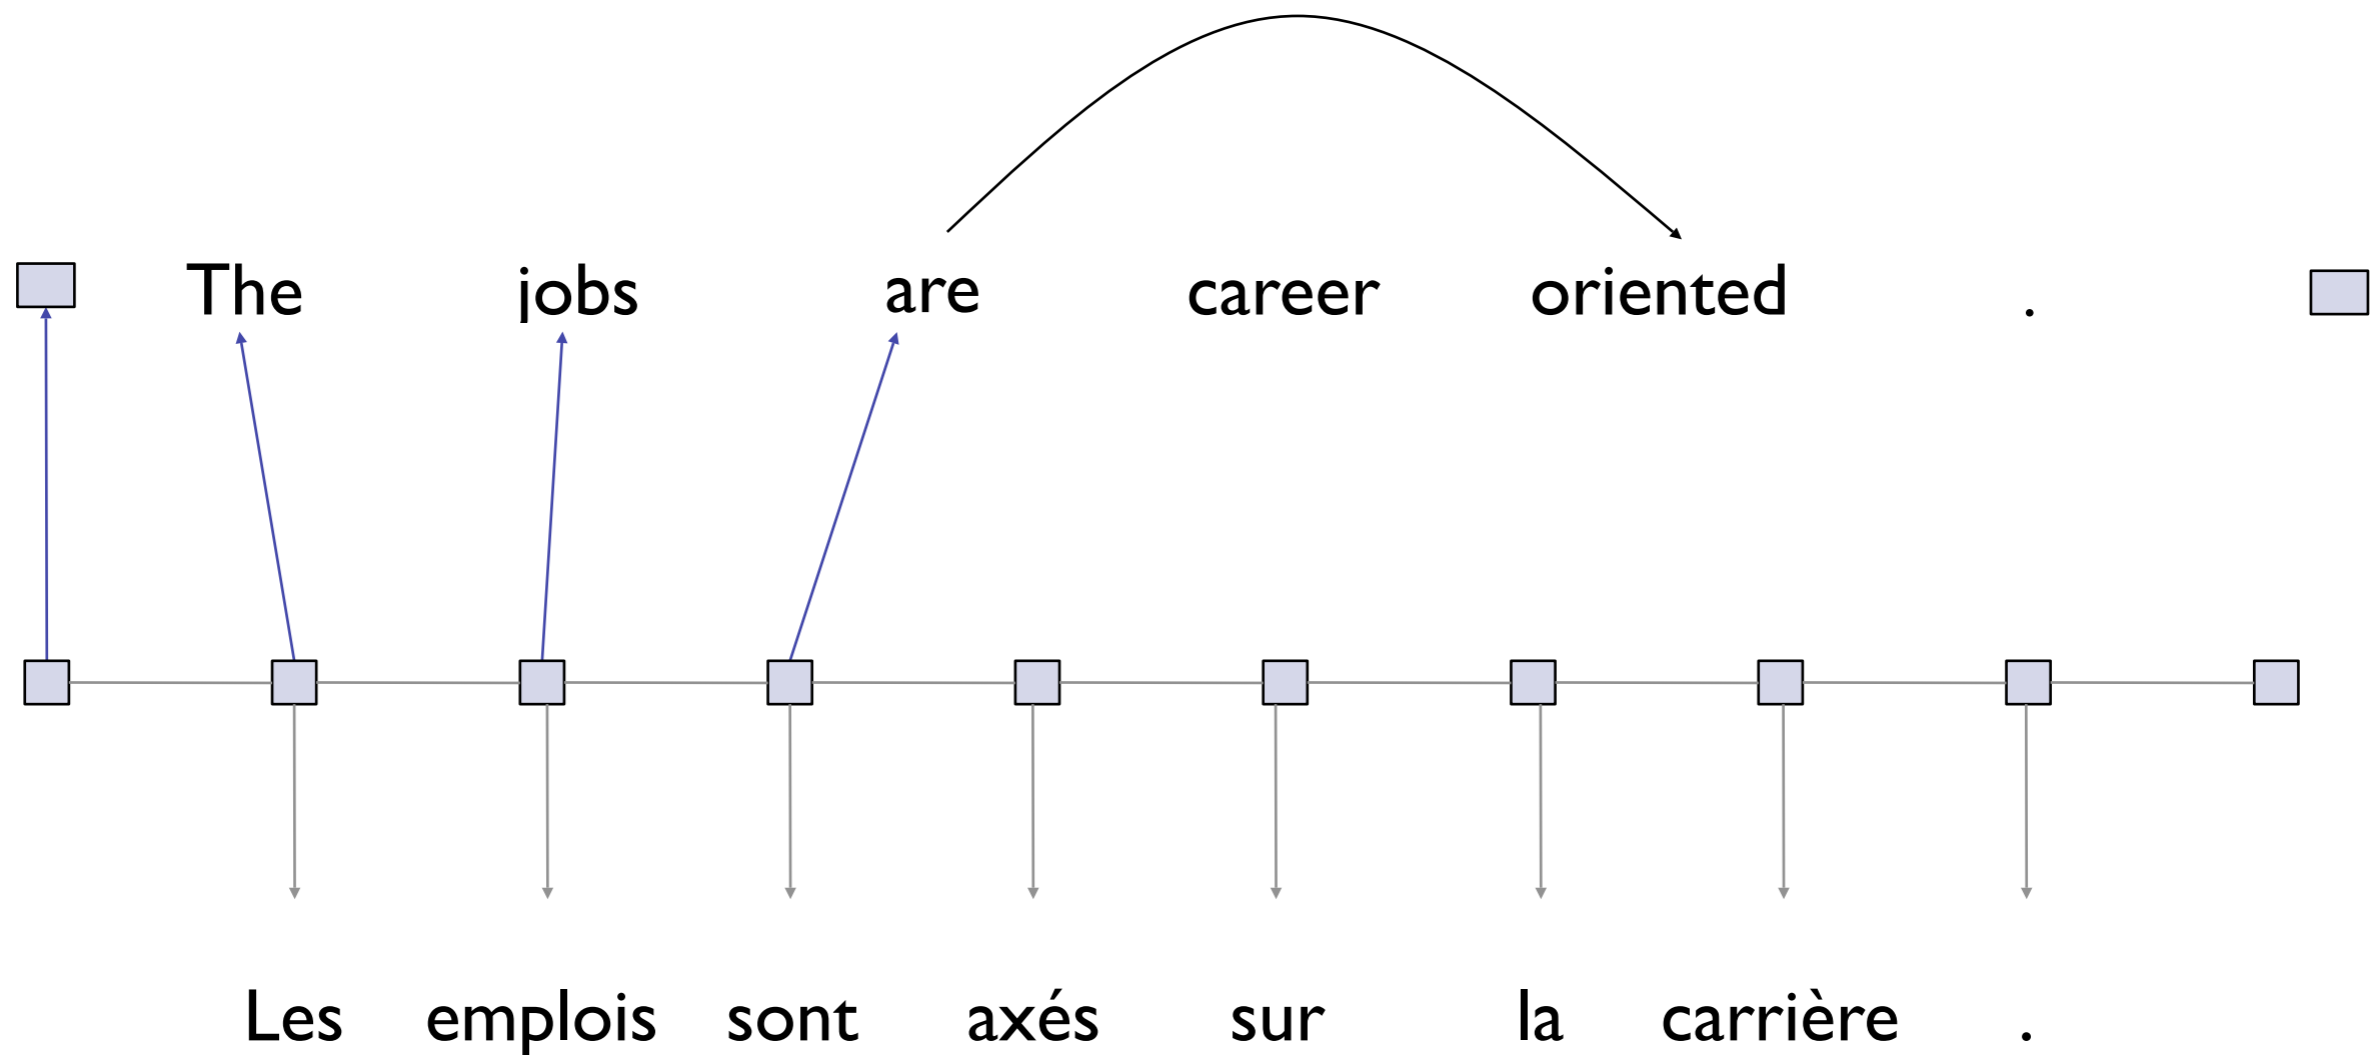 The jobs are career oriented .
Les emplois sont axés sur la carrière .